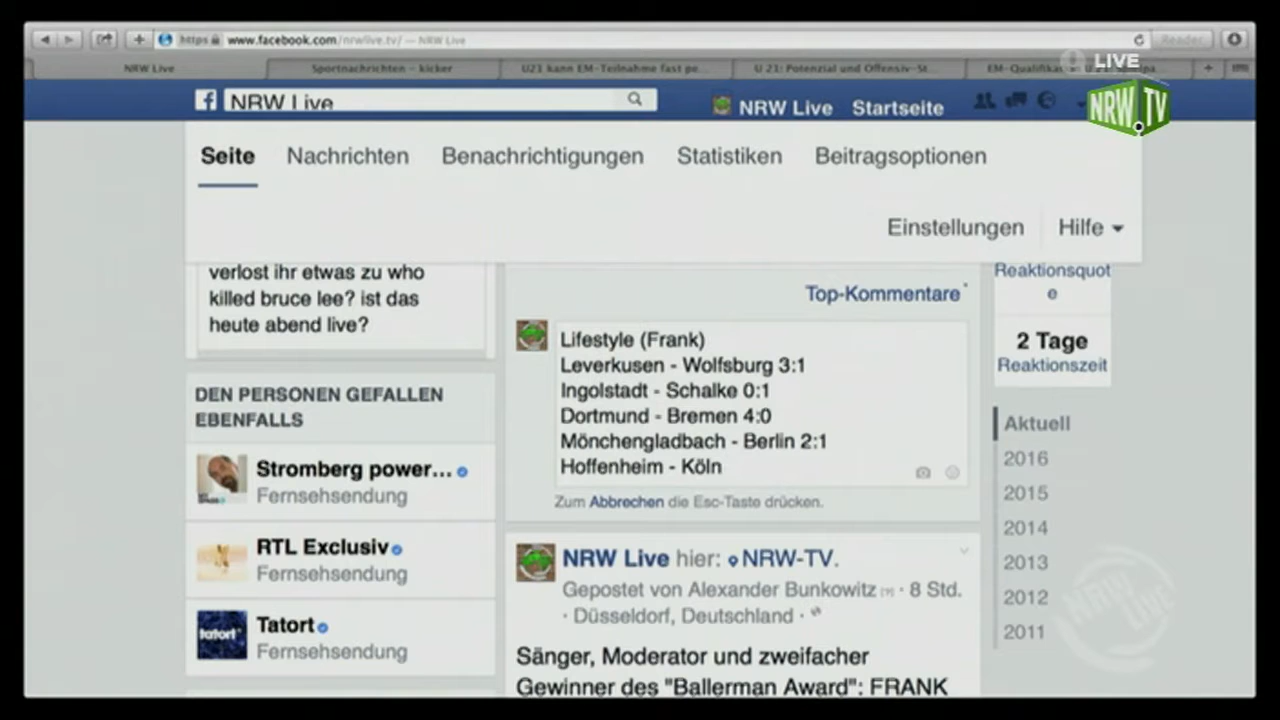 https www.facebook.com/nrwlive.tv/ — NRW Live
Reader
NRW Live
Sportnachrichten - kicker
U21 kann EM-Teilnahme fast pe...
U 21: Potenzial und Offensiv-St...
LIVE
NRW.TV
NRW Live
NRW Live Startseite
Seite Nachrichten Benachrichtigungen Statistiken Beitragsoptionen
Einstellungen Hilfe
verlost ihr etwas zu who
killed bruce lee? ist das
heute abend live?
DEN PERSONEN GEFALLEN
EBENFALLS
Stromberg power...
Fernsehsendung
RTL Exclusiv
Fernsehsendung
tatort
Tatort
Fernsehsendung
Top-Kommentare
Lifestyle (Frank)
Leverkusen - Wolfsburg 3:1
Ingolstadt - Schalke 0:1
Dortmund - Bremen 4:0
Mönchengladbach - Berlin 2:1
Hoffenheim - Köln
Zum Abbrechen die Esc-Taste drücken.
NRW Live hier: NRW-TV.
Gepostet von Alexander Bunkowitz [?] · 8 Std.
· Düsseldorf, Deutschland ·
Sänger, Moderator und zweifacher
Gewinner des "Ballerman Award": FRANK
Reaktionsquot
e
2 Tage
Reaktionszeit
Aktuell
2016
2015
2014
2013
2012
2011
NRW LIVE